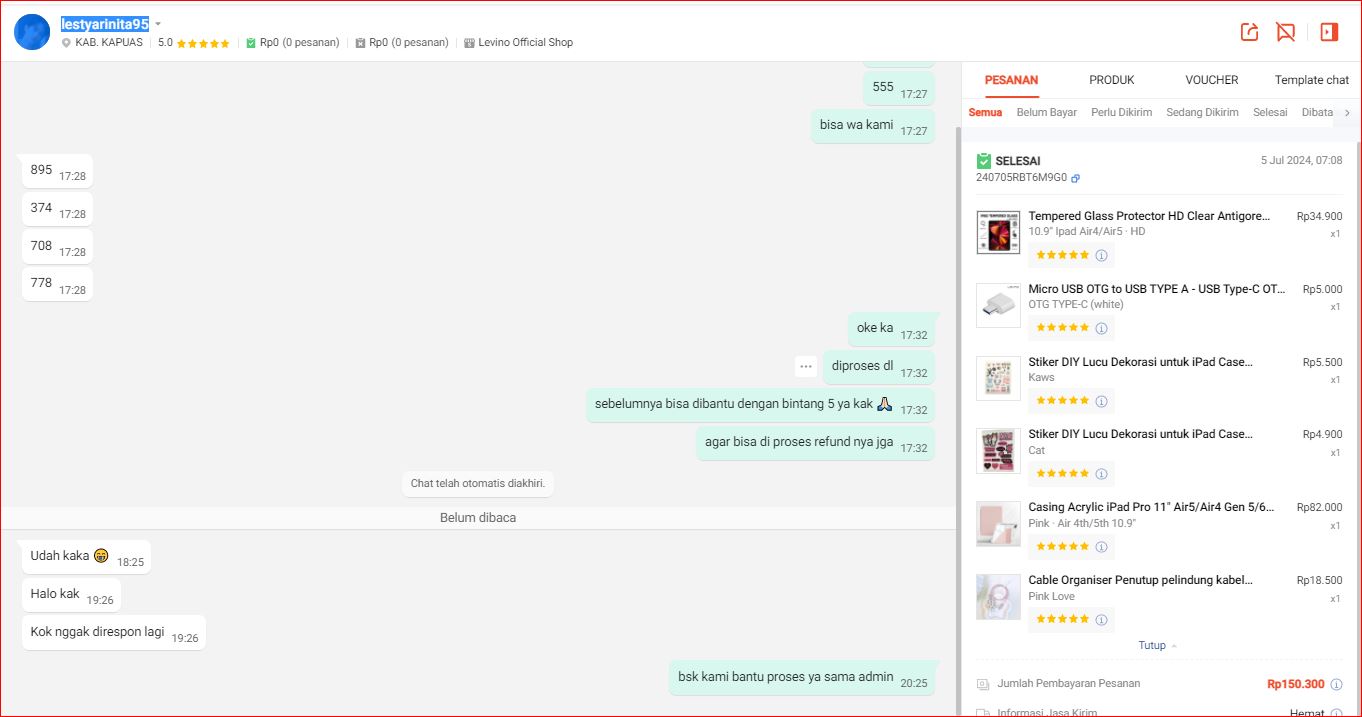 lestyarinita95
KAB. KAPUAS
5.0
Rp0 (0 pesanan)
Rp0 (0 pesanan)
Levino Official Shop
555 17:27
bisa wa kami 17:27
895 17:28
374 17:28
708 17:28
778 17:28
oke ka 17:32
diproses dl 17:32
sebelumnya bisa dibantu dengan bintang 5 ya kak 🙏🏻 17:32
agar bisa di proses refund nya jga 17:32
Chat telah otomatis diakhiri.
Belum dibaca
Udah kaka 😁 18:25
Halo kak 19:26
Kok nggak direspon lagi 19:26
bsk kami bantu proses ya sama admin 20:25
PESANAN
PRODUK
VOUCHER
Template chat
Semua
Belum Bayar
Perlu Dikirim
Sedang Dikirim
Selesai
Dibata
SELESAI
5 Jul 2024, 07:08
240705RBT6M9G0
Tempered Glass Protector HD Clear Antigore... Rp34.900
10.9" Ipad Air4/Air5 · HD x1
Micro USB OTG to USB TYPE A - USB Type-C OT... Rp5.000
OTG TYPE-C (white) x1
Stiker DIY Lucu Dekorasi untuk iPad Case... Rp5.500
Kaws x1
Stiker DIY Lucu Dekorasi untuk iPad Case... Rp4.900
Cat x1
Casing Acrylic iPad Pro 11" Air5/Air4 Gen 5/6... Rp82.000
Pink · Air 4th/5th 10.9" x1
Cable Organiser Penutup pelindung kabel... Rp18.500
Pink Love x1
Tutup
Jumlah Pembayaran Pesanan Rp150.300
Informasi Jasa Kirim Hemat